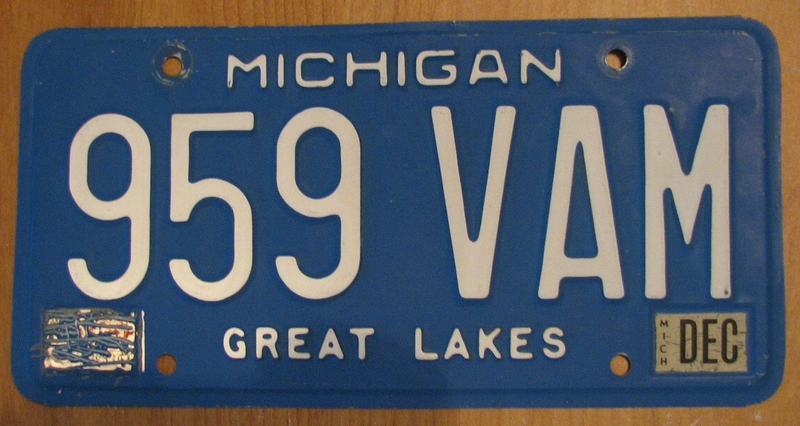 MICHIGAN
959 VAM
GREAT LAKES
MICH DEC